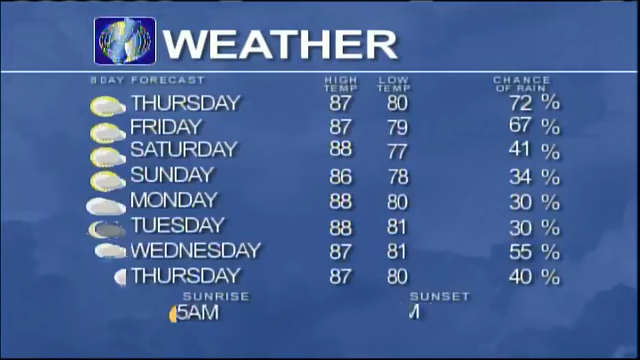 WEATHER
8 DAY FORECAST HIGH TEMP LOW TEMP CHANCE OF RAIN
THURSDAY 87 80 72 %
FRIDAY 87 79 67 %
SATURDAY 88 77 41 %
SUNDAY 86 78 34 %
MONDAY 88 80 30 %
TUESDAY 88 81 30 %
WEDNESDAY 87 81 55 %
THURSDAY 87 80 40 %
SUNRISE SUNSET
5AM